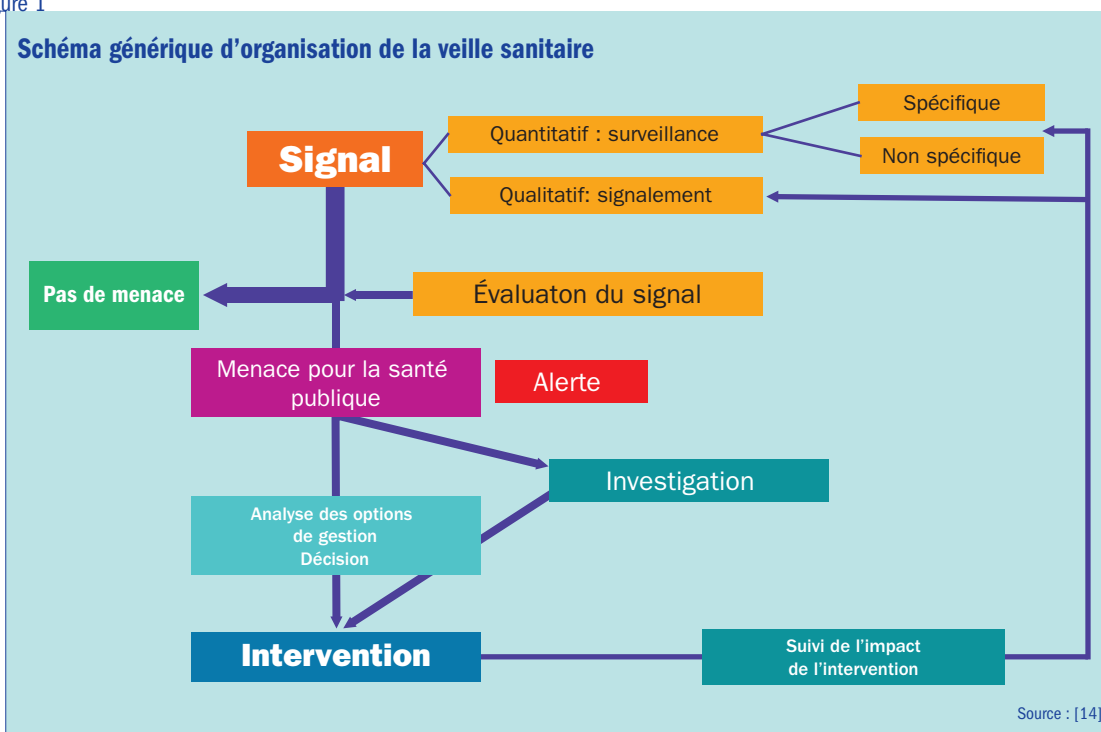 ure 1
Schéma générique d'organisation de la veille sanitaire
Spécifique
Quantitatif : surveillance
Signal
Non spécifique
Qualitatif: signalement
Pas de menace
Évaluaton du signal
Menace pour la santé
publique
Alerte
Investigation
Analyse des options
de gestion
Décision
Intervention
Suivi de l'impact
de l'intervention
Source : [14]